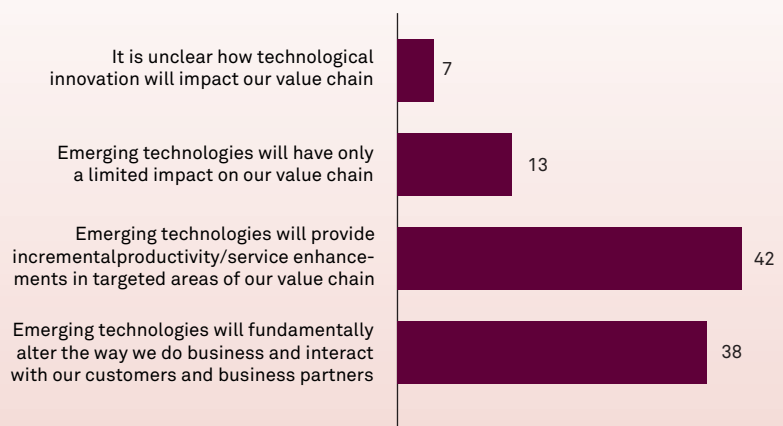 It is unclear how technological
innovation will impact our value chain
7
Emerging technologies will have only
a limited impact on our value chain
13
Emerging technologies will provide
incrementalproductivity/service enhance-
ments in targeted areas of our value chain
42
Emerging technologies will fundamentally
alter the way we do business and interact
with our customers and business partners
38